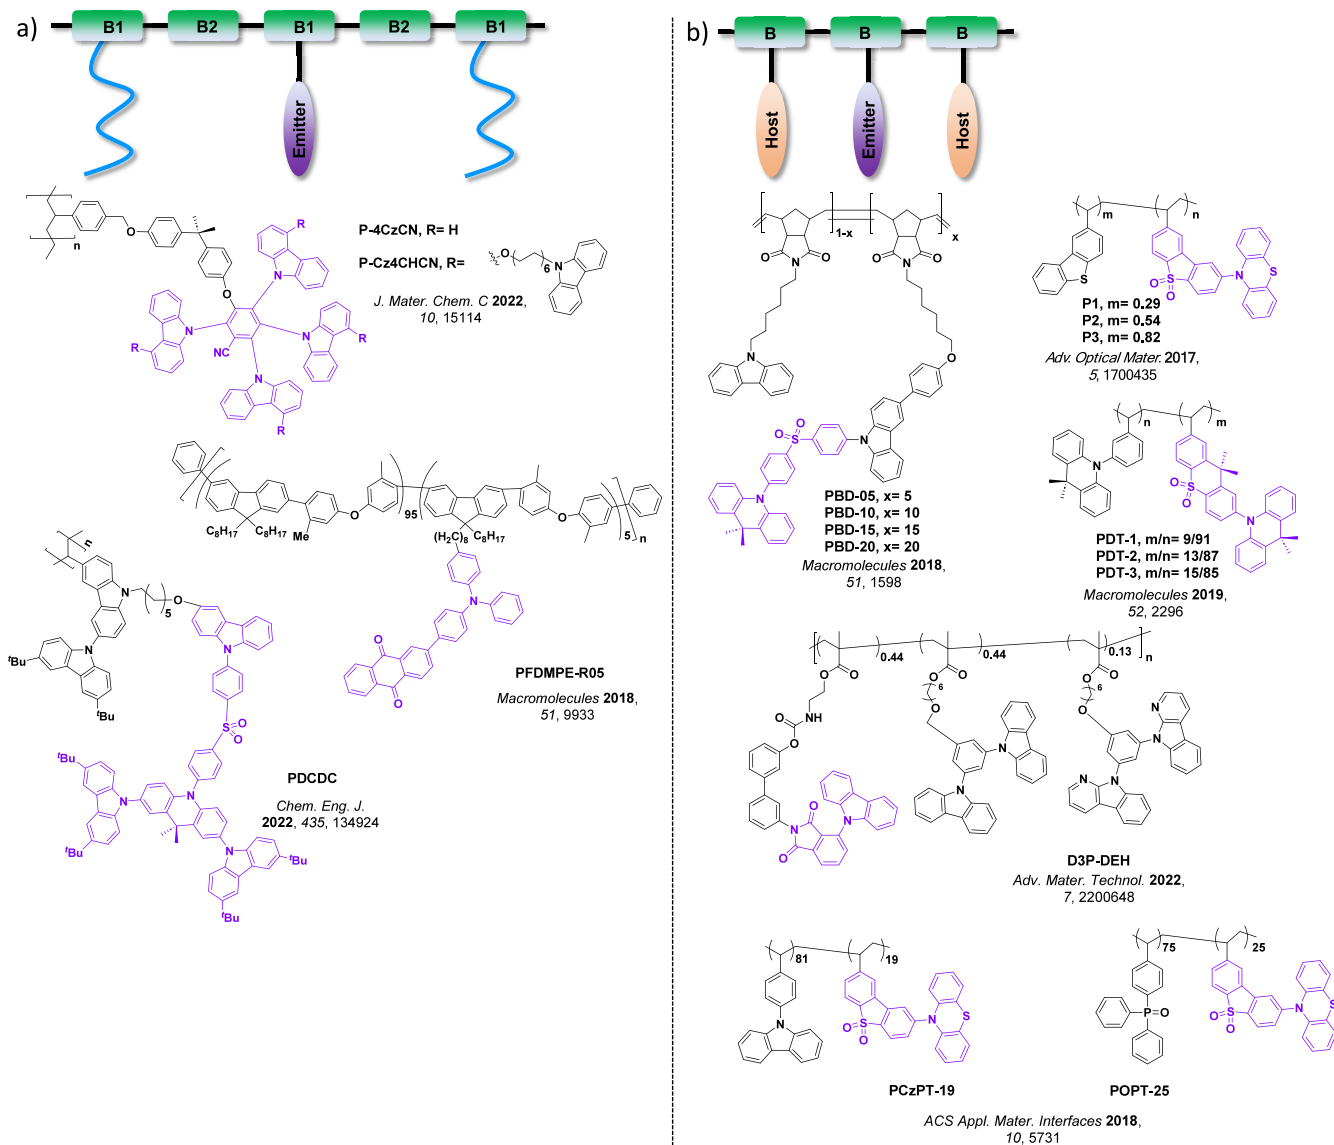 a)
B1 B2 B1 B2 B1
Emitter
P-4CzCN, R= H
P-Cz4CHCN, R=
J. Mater. Chem. C 2022,
10, 15114
n
O
O
O
R
N
N
N
N
R
R
R
NC
O
6
N
95
5
n
O
O
C8H17
C8H17
Me
(H2C)8
C8H17
N
O
O
PFDMPE-R05
Macromolecules 2018,
51, 9933
n
N
5
O
N
N
tBu
tBu
S
O
O
N
N
N
tBu
tBu
tBu
tBu
PDCDC
Chem. Eng. J.
2022, 435, 134924
b)
B B B
Host
Emitter
Host
1-x
x
O N O
O N O
N
O
O
O
S
N
N
PBD-05, x= 5
PBD-10, x= 10
PBD-15, x= 15
PBD-20, x= 20
Macromolecules 2018,
51, 1598
m
n
S
S
O
O
N
S
P1, m= 0.29
P2, m= 0.54
P3, m= 0.82
Adv. Optical Mater. 2017,
5, 1700435
n
m
N
S
O
O
N
PDT-1, m/n= 9/91
PDT-2, m/n= 13/87
PDT-3, m/n= 15/85
Macromolecules 2019,
52, 2296
0.44
0.44
0.13
n
O
O
O
O
O
O
6
6
O
O
O
NH
O
N
O
O
N
N
N
N
N
N
N
D3P-DEH
Adv. Mater. Technol. 2022,
7, 2200648
81
19
N
S
O
O
N
S
PCzPT-19
75
25
P
O
S
O
O
N
S
POPT-25
ACS Appl. Mater. Interfaces 2018,
10, 5731